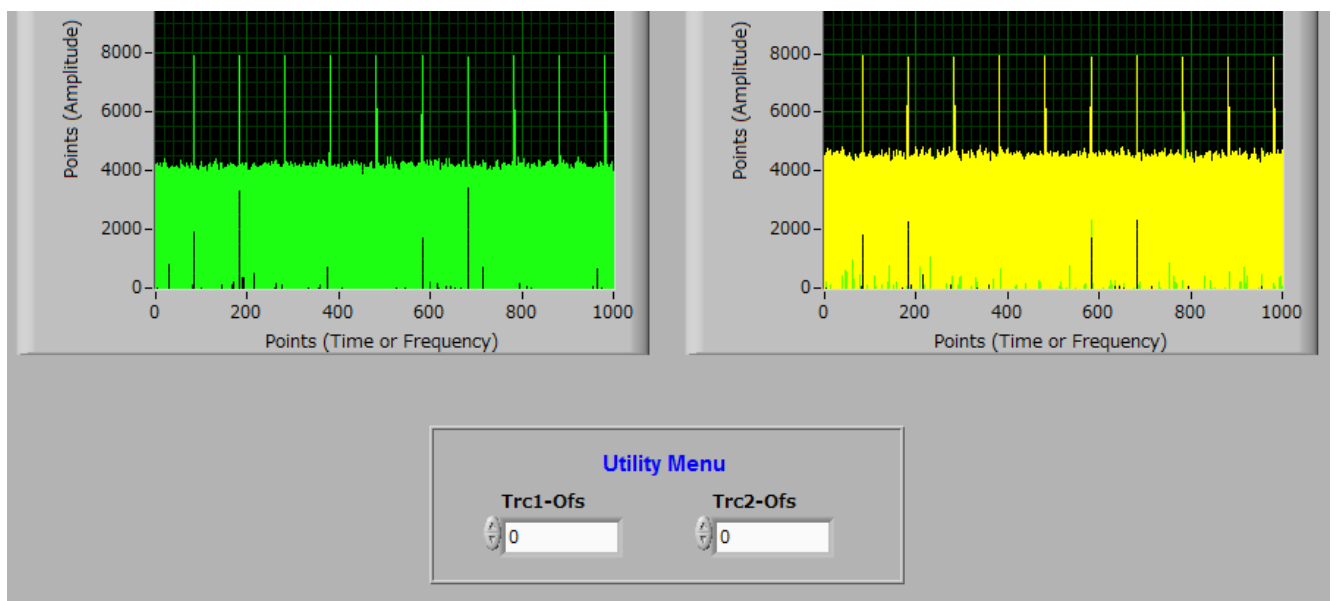 Points (Amplitude)
8000
6000
4000
2000
0
0 200 400 600 800 1000
Points (Time or Frequency)
Points (Amplitude)
8000
6000
4000
2000
0
0 200 400 600 800 1000
Points (Time or Frequency)
Utility Menu
Trc1-Ofs Trc2-Ofs
0 0